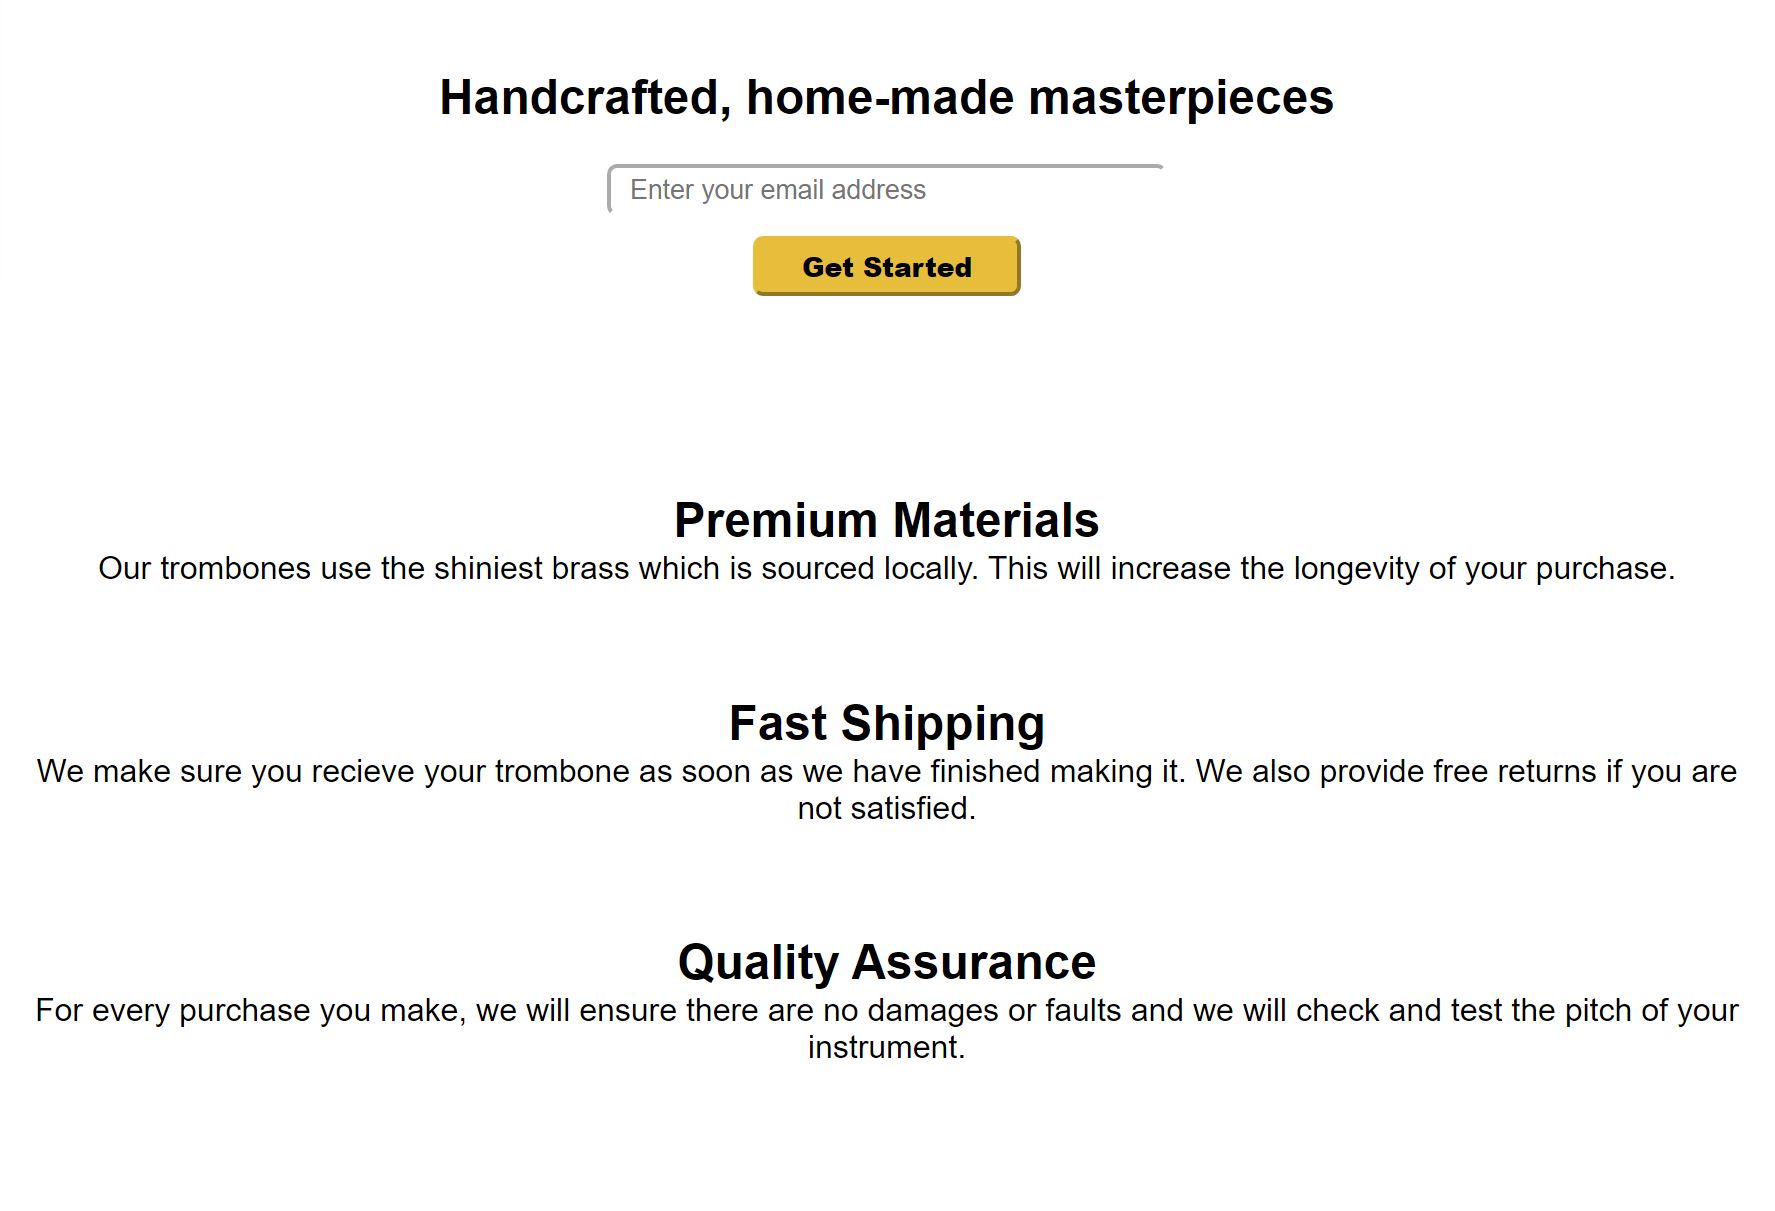 Handcrafted, home-made masterpieces
Enter your email address
Get Started
Premium Materials
Our trombones use the shiniest brass which is sourced locally. This will increase the longevity of your purchase.
Fast Shipping
We make sure you recieve your trombone as soon as we have finished making it. We also provide free returns if you are
not satisfied.
Quality Assurance
For every purchase you make, we will ensure there are no damages or faults and we will check and test the pitch of your
instrument.